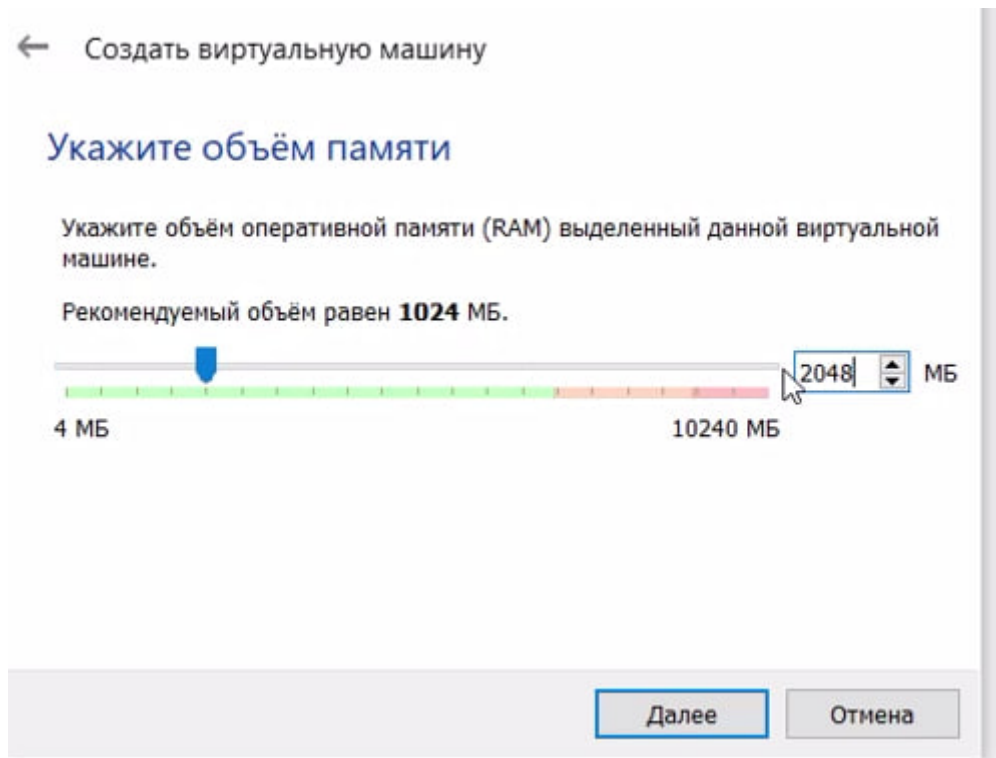 Создать виртуальную машину
Укажите объём памяти
Укажите объём оперативной памяти (RAM) выделенный данной виртуальной
машине.
Рекомендуемый объём равен 1024 МБ.
2048 МБ
4 МБ 10240 МБ
Далее Отмена